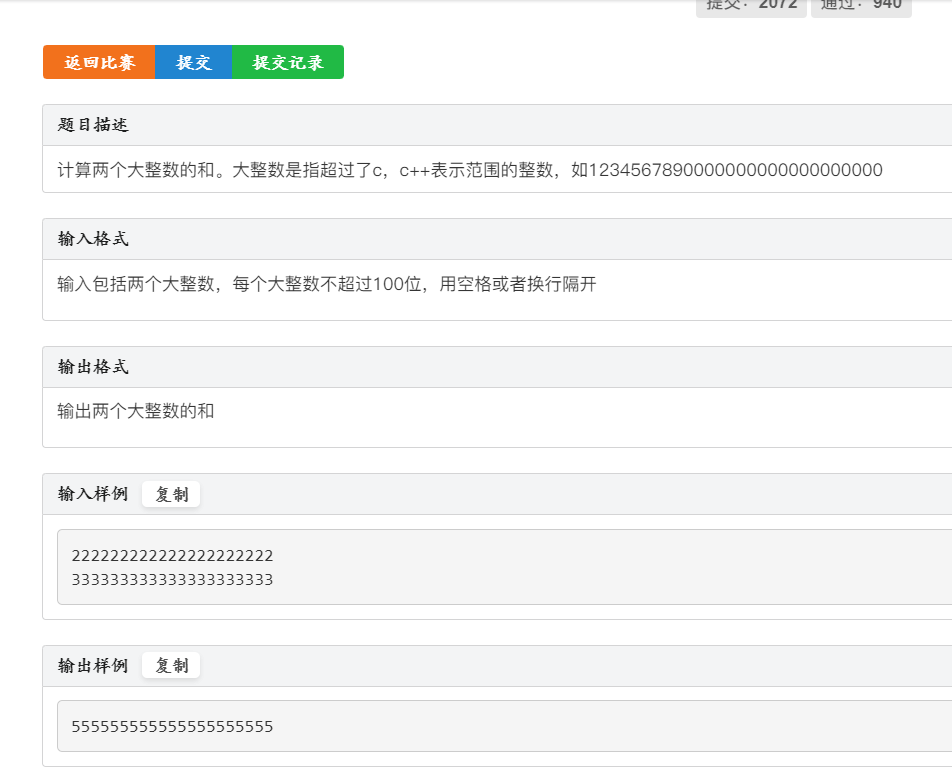 提交： 2072 通过： 940
返回比赛 提交 提交记录
题目描述
计算两个大整数的和。大整数是指超过了c，c++表示范围的整数，如12345678900000000000000000000
输入格式
输入包括两个大整数，每个大整数不超过100位，用空格或者换行隔开
输出格式
输出两个大整数的和
输入样例 复制
222222222222222222222
333333333333333333333
输出样例 复制
555555555555555555555